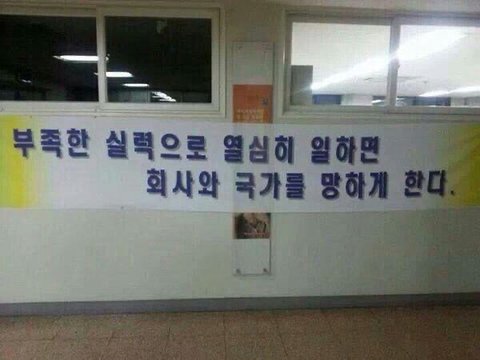 부족한 실력으로 열심히 일하면
회사와 국가를 망하게 한다.